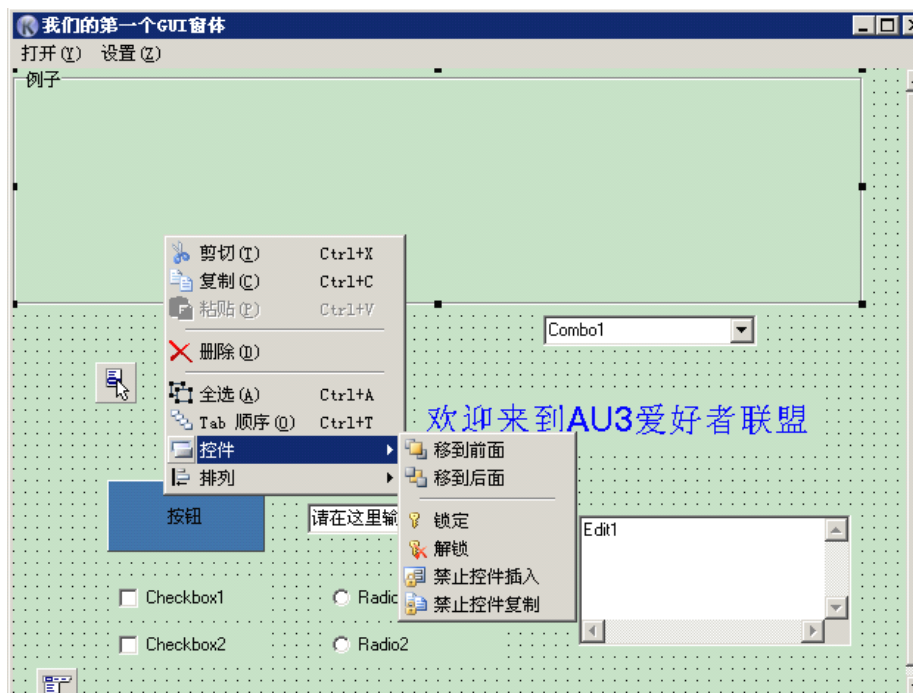 我们的第一个GUI窗体
打开(Y) 设置(Z)
例子
剪切(T) Ctrl+X
复制(C) Ctrl+C
粘贴(P) Ctrl+V
Combo1
删除(D)
全选(A) Ctrl+A
Tab 顺序(O) Ctrl+T
欢迎来到AU3爱好者联盟
控件
移到前面
排列
移到后面
按钮
请在这里输
锁定
Edit1
解锁
禁止控件插入
Checkbox1
Radio
禁止控件复制
Checkbox2
Radio2